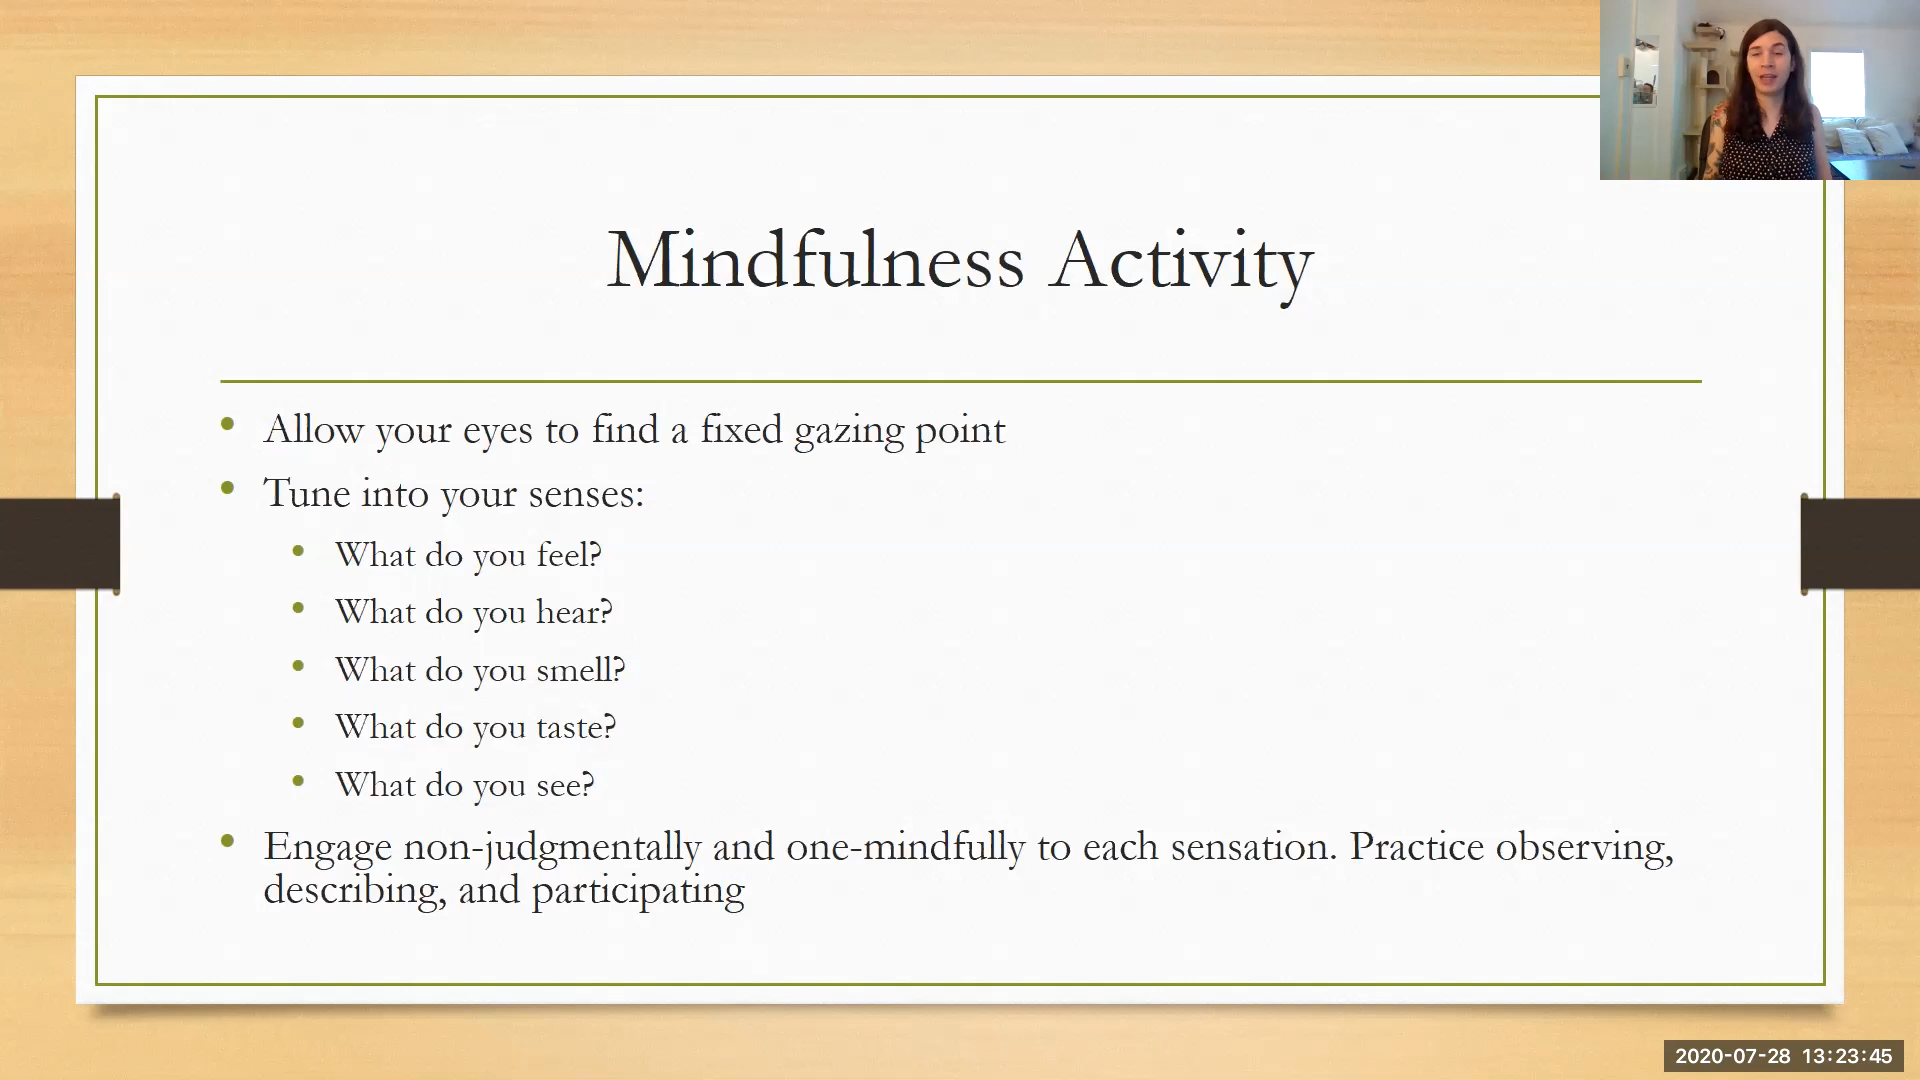 Mindfulness Activity
Allow your eyes to find a fixed gazing point
Tune into your senses:
What do you feel?
What do you hear?
What do you smell?
What do you taste?
What do you see?
Engage non-judgmentally and one-mindfully to each sensation. Practice observing,
describing, and participating
2020-07-28 13:23:45